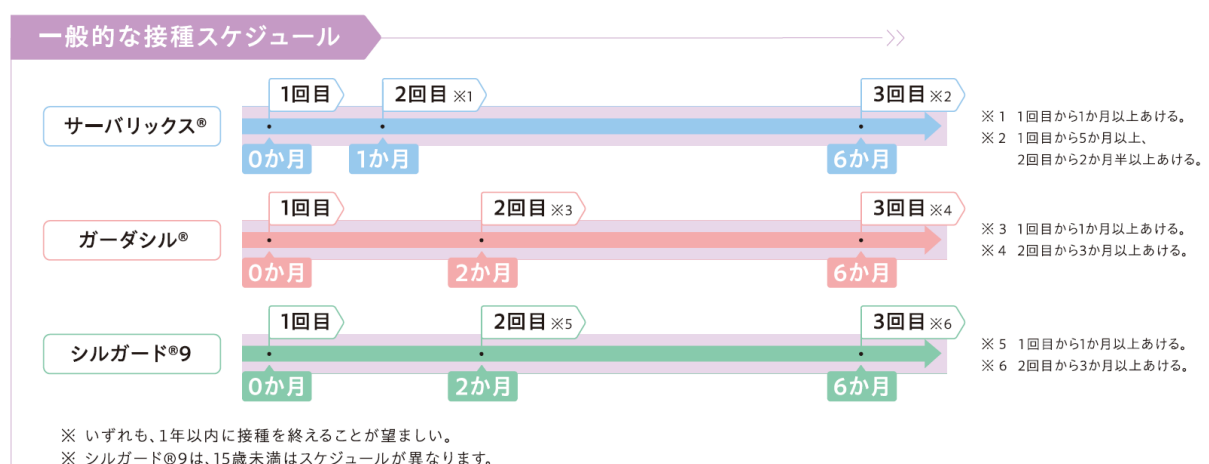 一般的な接種スケジュール
サーバリックス®
1回目
2回目 ※1
3回目 ※2
0か月
1か月
6か月
※1 1回目から1か月以上あける。
※2 1回目から5か月以上、
2回目から2か月半以上あける。
ガーダシル®
1回目
2回目 ※3
3回目 ※4
0か月
2か月
6か月
※3 1回目から1か月以上あける。
※4 2回目から3か月以上あける。
シルガード®9
1回目
2回目 ※5
3回目 ※6
0か月
2か月
6か月
※5 1回目から1か月以上あける。
※6 2回目から3か月以上あける。
※ いずれも、1年以内に接種を終えることが望ましい。
※ シルガード®9は、15歳未満はスケジュールが異なります。